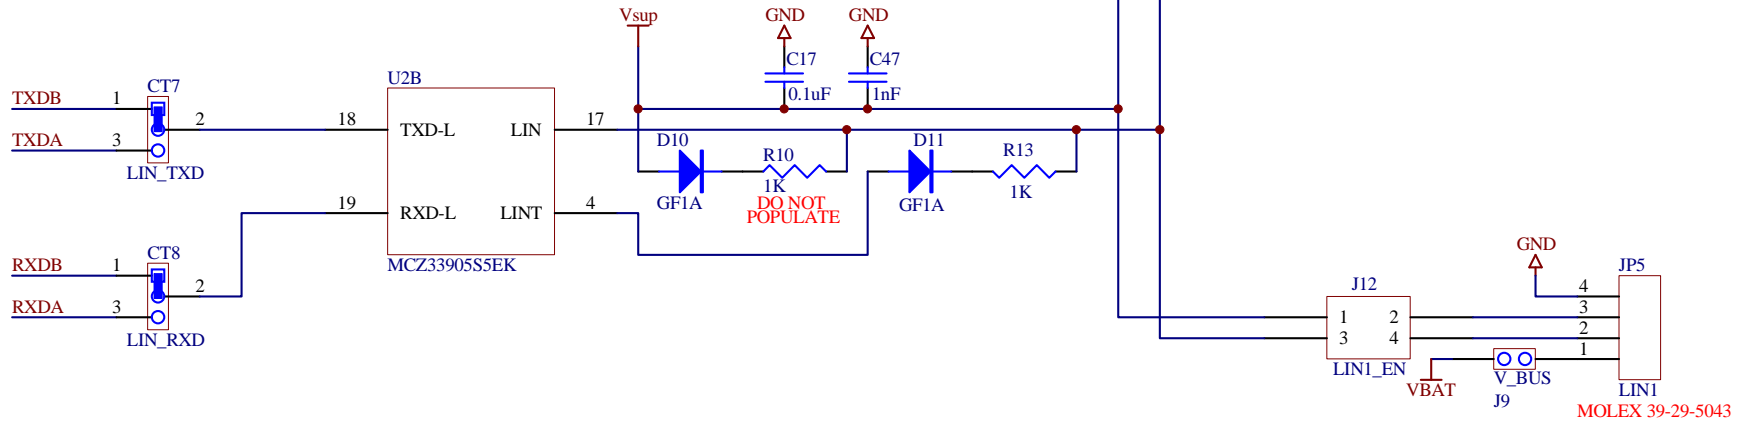 Vsup
GND
GND
C17
0.1uF
C47
1nF
U2B
CT7
TXDB
1
2
TXDA
3
LIN_TXD
18
TXD-L
LIN
17
D10
GF1A
R10
1K
DO NOT
POPULATE
D11
GF1A
R13
1K
19
RXD-L
LINT
4
MCZ33905S5EK
CT8
RXDB
1
2
RXDA
3
LIN_RXD
GND
JP5
J12
1
2
3
4
LIN1_EN
4
3
2
1
VBAT
V_BUS
J9
LIN1
MOLEX 39-29-5043